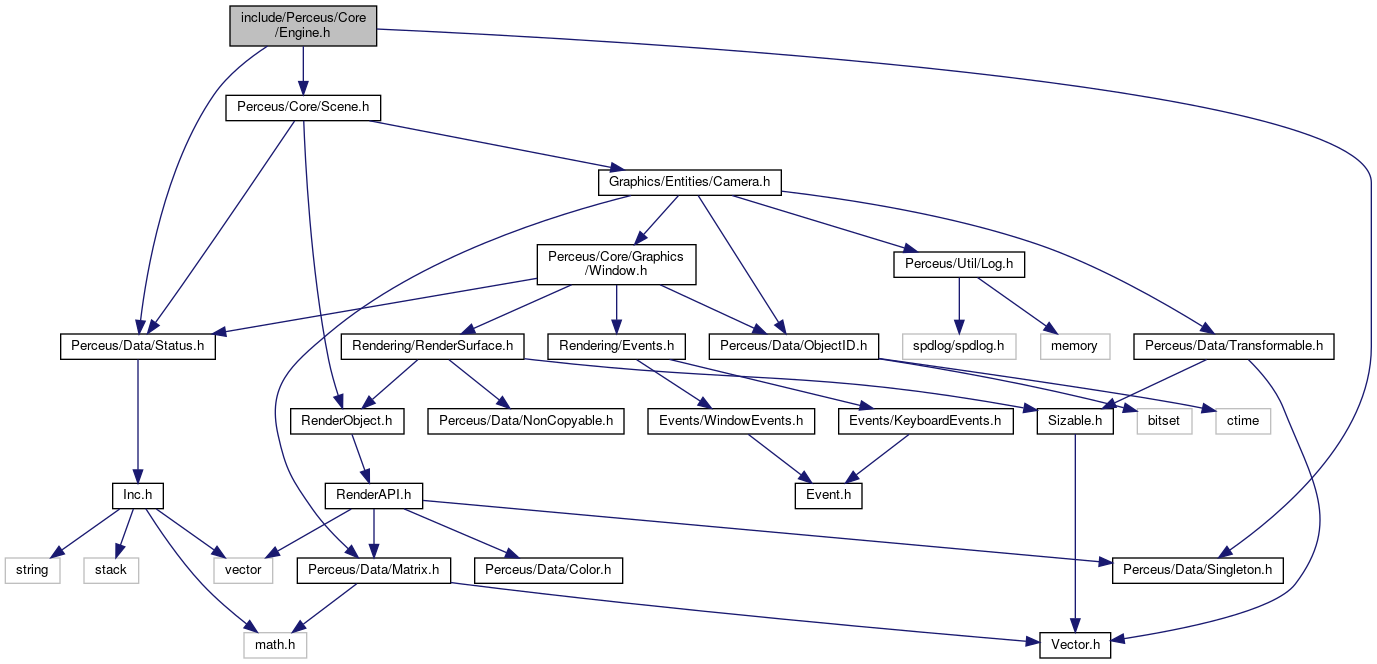 include/Perceus/Core
/Engine.h
Perceus/Core/Scene.h
Graphics/Entities/Camera.h
Perceus/Core/Graphics
/Window.h
Perceus/Util/Log.h
Perceus/Data/Status.h
Rendering/RenderSurface.h
Rendering/Events.h
Perceus/Data/ObjectID.h
spdlog/spdlog.h
memory
Perceus/Data/Transformable.h
RenderObject.h
Perceus/Data/NonCopyable.h
Events/WindowEvents.h
Events/KeyboardEvents.h
Sizable.h
bitset
ctime
Inc.h
RenderAPI.h
Event.h
string
stack
vector
Perceus/Data/Matrix.h
Perceus/Data/Color.h
Perceus/Data/Singleton.h
math.h
Vector.h